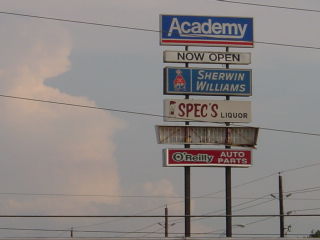 Academy
NOW OPEN
SHERWIN
WILLIAMS
SPEC'S LIQUOR
O'Reilly AUTO PARTS